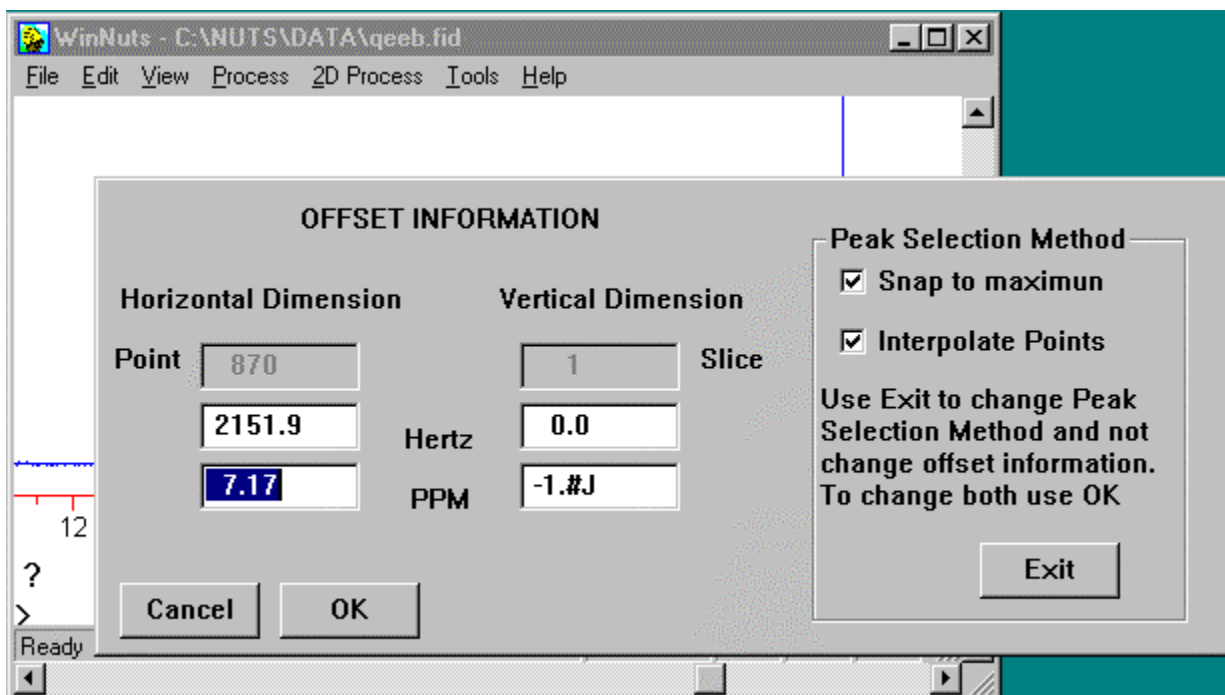 WinNuts - C:\NUTS\DATA\qeeb.fid
File Edit View Process 2D Process Tools Help
OFFSET INFORMATION
Horizontal Dimension Vertical Dimension
Point 870 1 Slice
2151.9 Hertz 0.0
7.17 PPM -1.#J
Cancel OK
Peak Selection Method
Snap to maximun
Interpolate Points
Use Exit to change Peak
Selection Method and not
change offset information.
To change both use OK
Exit
12
?
>
Ready